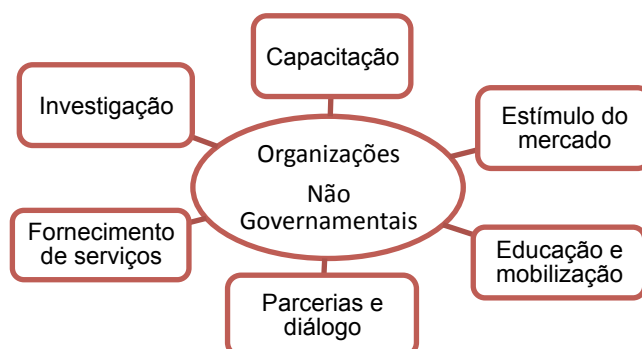 Capacitação
Investigação
Estímulo do
mercado
Organizações
Não
Governamentais
Fornecimento
de serviços
Educação e
mobilização
Parcerias e
diálogo